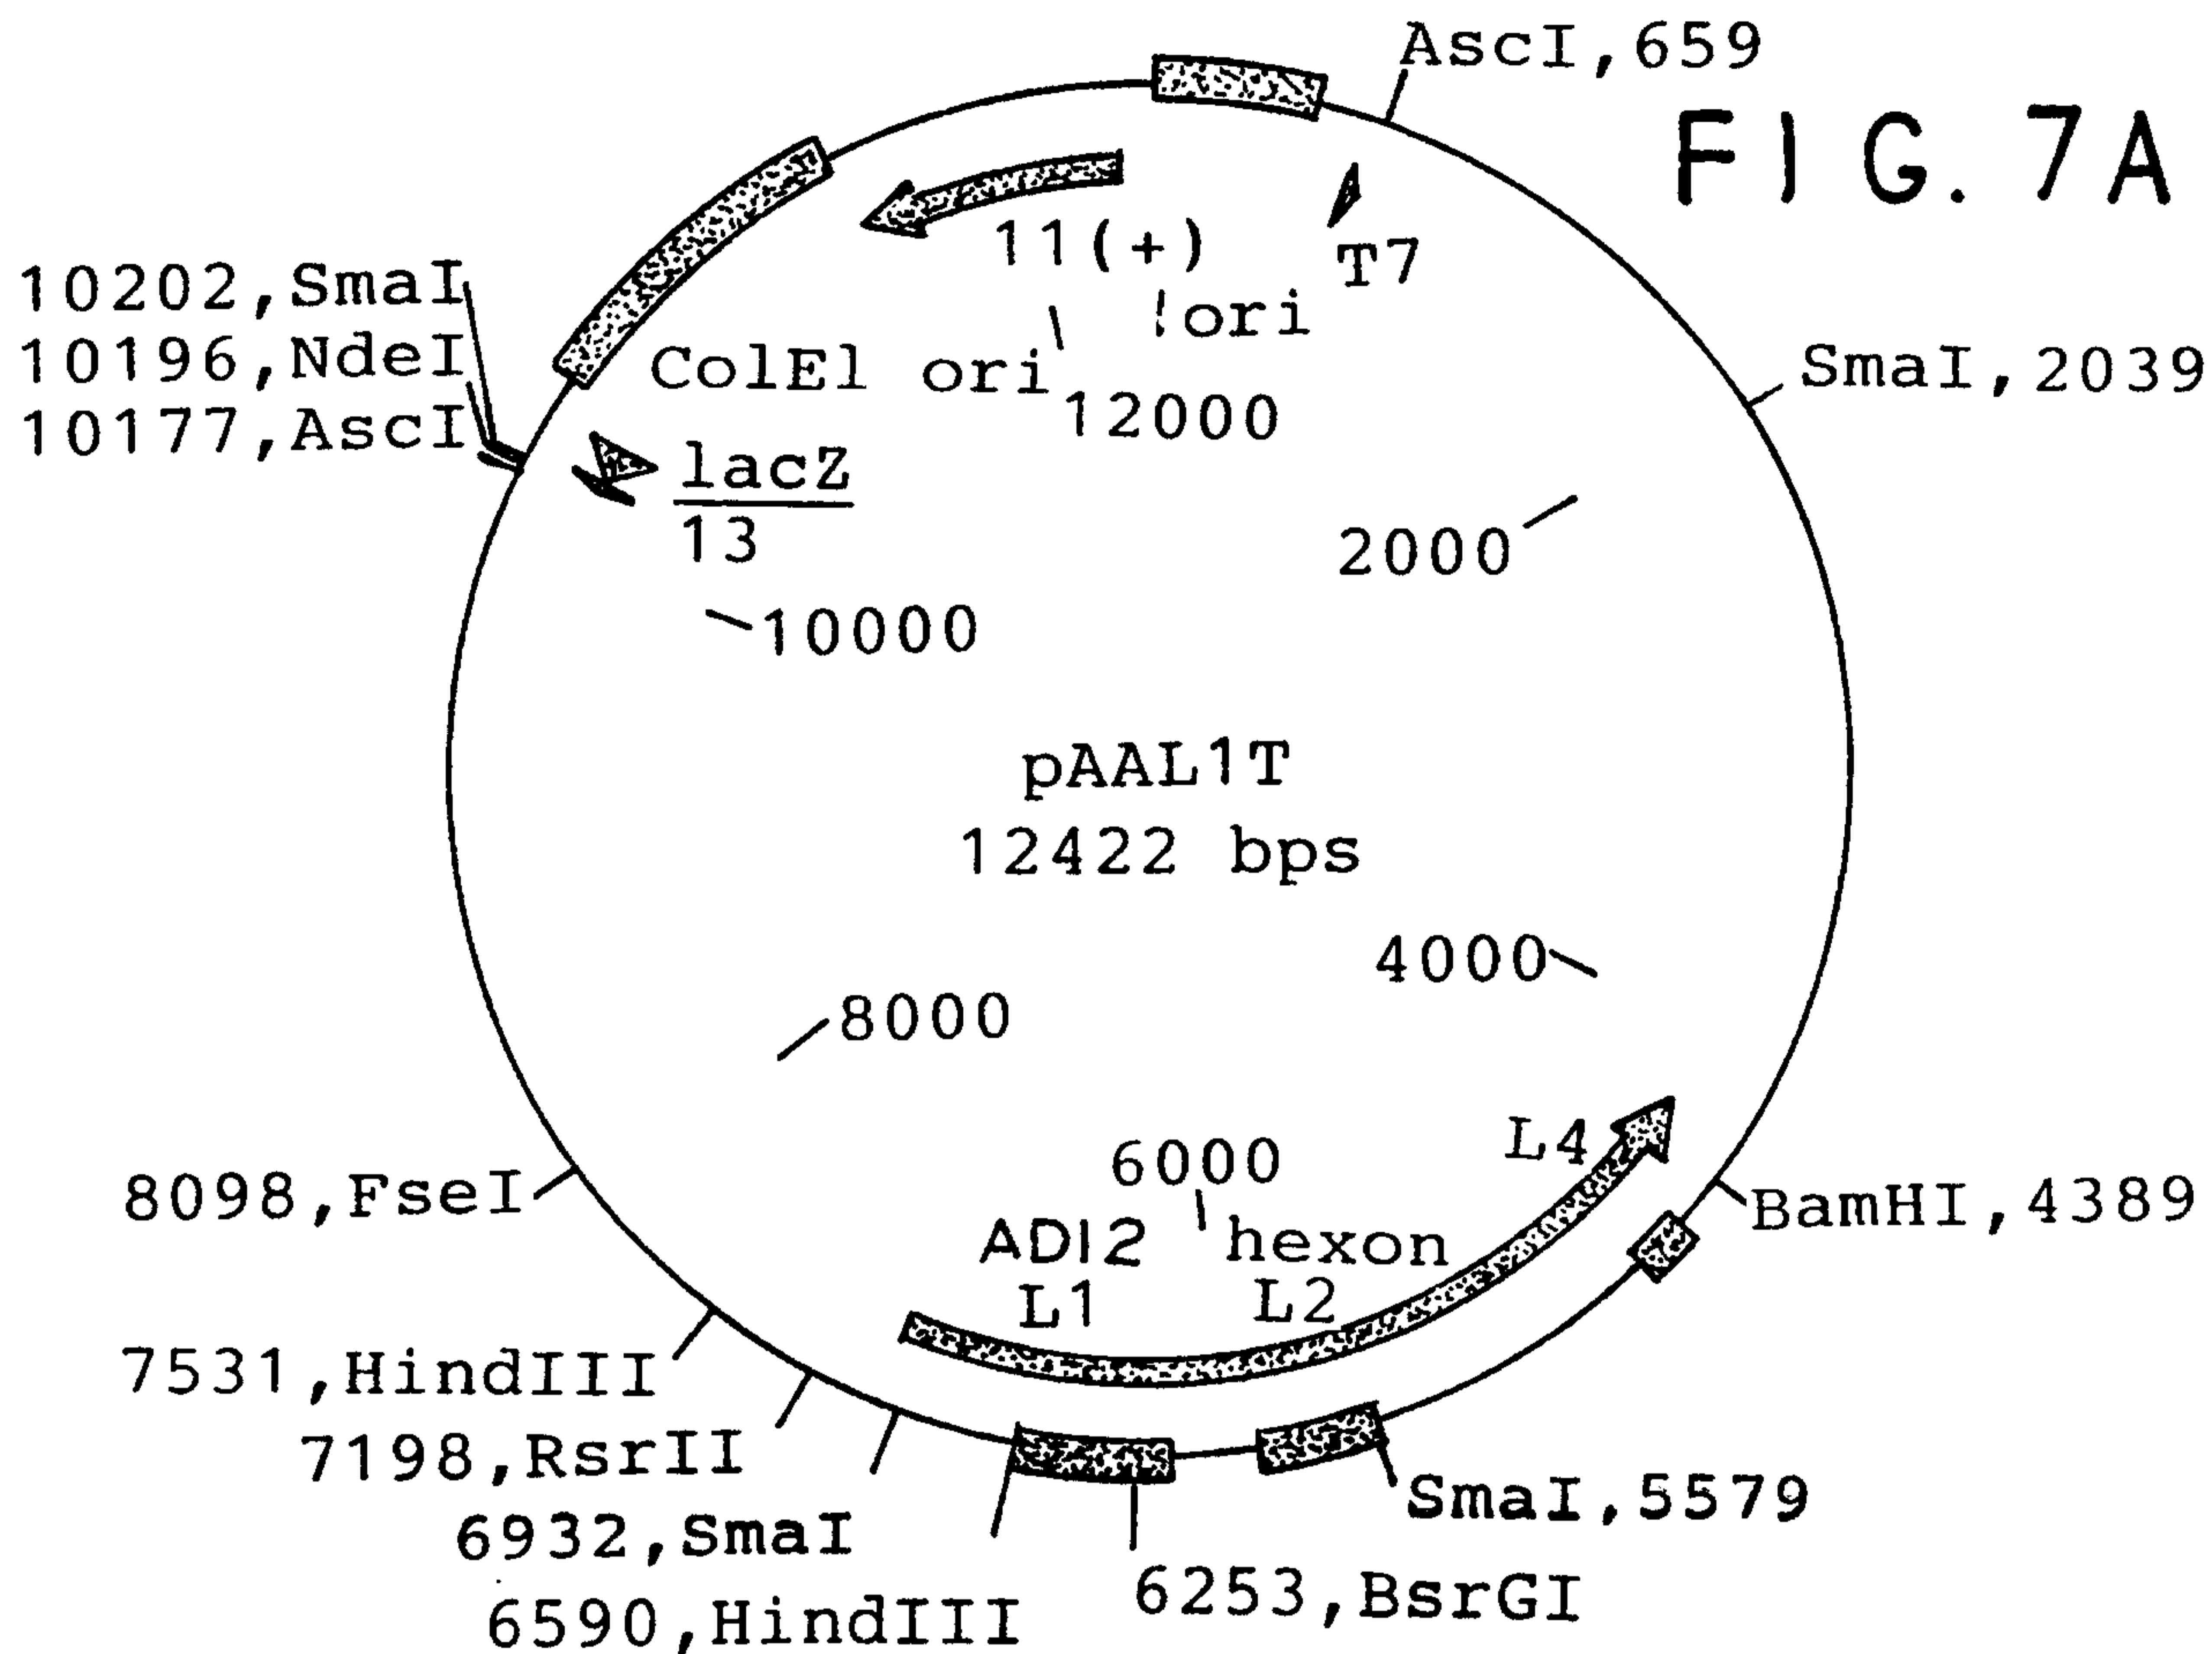 AscI,659
FIG. 7A
11(+)
T7
10202,SmaI
!ori
10196,NdeI
ColEl ori
SmaI,2039
10177,AscI
12000
lacZ
13
2000
10000
pAAL1T
12422 bps
4000
8000
L4
6000
8098,FseI
BamHI,4389
ADI2 hexon
L1
L2
7531,HindIII
7198,RsrII
SmaI,5579
6932,SmaI
6253,BsrGI
6590,HindIII